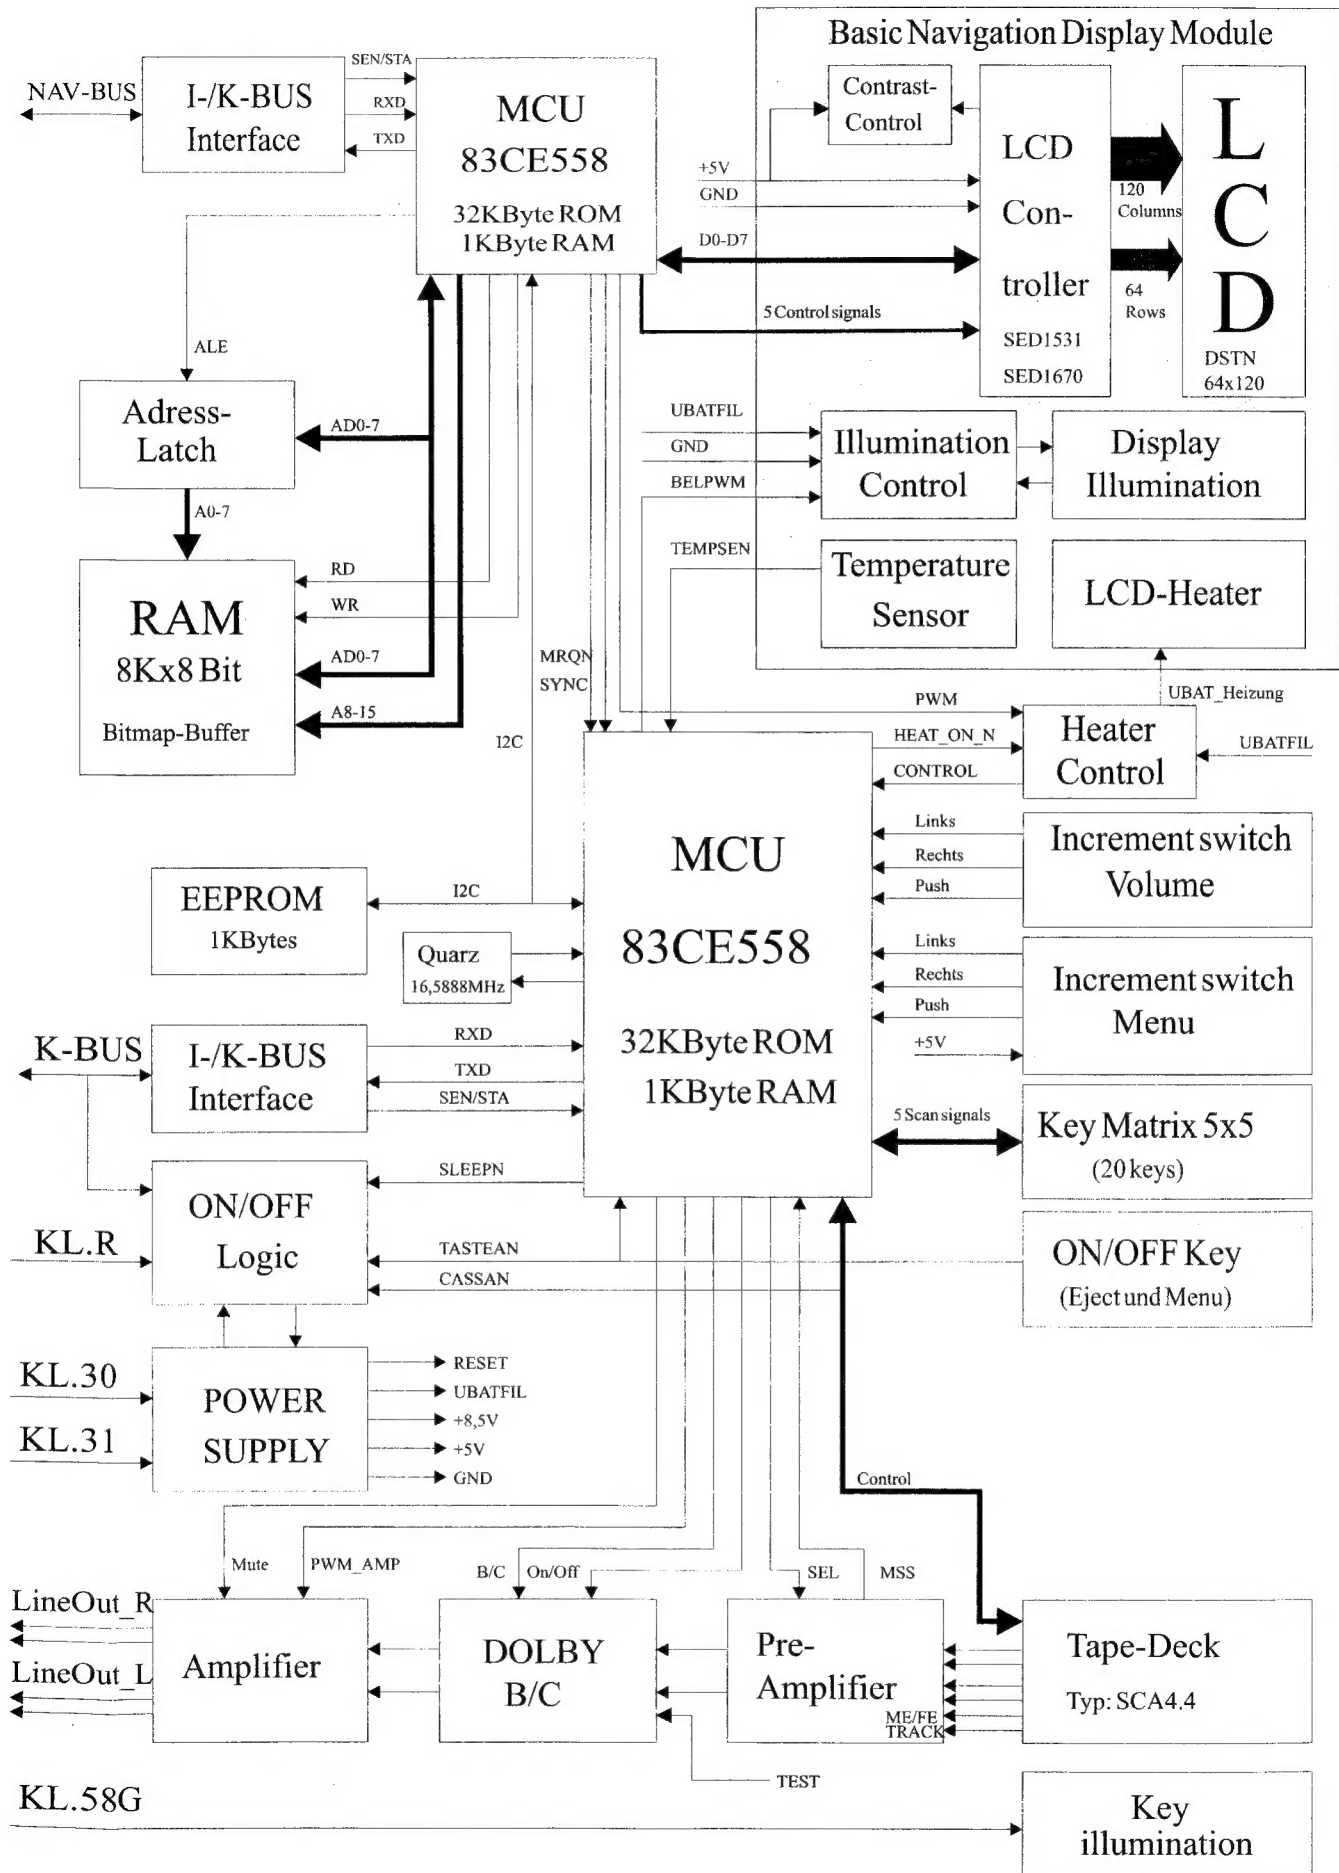 Basic Navigation Display Module
NAV-BUS
I-/K-BUS
Interface
SEN/STA
RXD
TXD
MCU
83CE558
32KByte ROM
1KByte RAM
Contrast-
Control
+5V
GND
D0-D7
5 Control signals
LCD
Con-
troller
SED1531
SED1670
120
Columns
64
Rows
L
C
D
DSTN
64x120
ALE
Adress-
Latch
AD0-7
A0-7
RAM
8Kx8 Bit
Bitmap-Buffer
RD
WR
AD0-7
A8-15
UBATFIL
GND
BELPWM
Illumination
Control
Display
Illumination
TEMPSEN
Temperature
Sensor
LCD-Heater
MRQN
SYNC
I2C
PWM
HEAT_ON_N
CONTROL
Heater
Control
UBAT_Heizung
UBATFIL
MCU
83CE558
32KByte ROM
1KByte RAM
Links
Rechts
Push
Increment switch
Volume
EEPROM
1KBytes
I2C
Quarz
16,5888MHz
Links
Rechts
Push
+5V
Increment switch
Menu
K-BUS
I-/K-BUS
Interface
RXD
TXD
SEN/STA
5 Scan signals
Key Matrix 5x5
(20 keys)
KL.R
ON/OFF
Logic
SLEEPN
TASTEAN
CASSAN
ON/OFF Key
(Eject und Menu)
KL.30
KL.31
POWER
SUPPLY
RESET
UBATFIL
+8,5V
+5V
GND
Control
Mute
PWM_AMP
B/C
On/Off
SEL
MSS
LineOut_R
LineOut_L
Amplifier
DOLBY
B/C
Pre-
Amplifier
ME/FE
TRACK
Tape-Deck
Typ: SCA4.4
TEST
KL.58G
Key
illumination